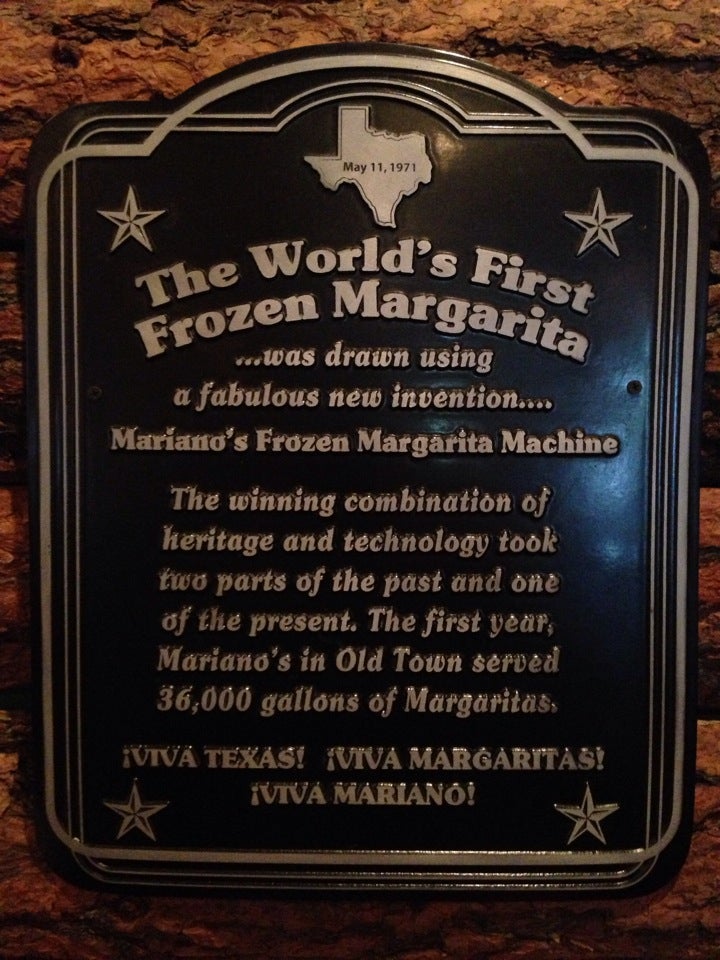 May 11, 1971
The World's First
Frozen Margarita
...was drawn using
a fabulous new invention....
Mariano's Frozen Margarita Machine
The winning combination of
heritage and technology took
two parts of the past and one
of the present. The first year,
Mariano's in Old Town served
36,000 gallons of Margaritas.
¡VIVA TEXAS! ¡VIVA MARGARITAS!
¡VIVA MARIANO!